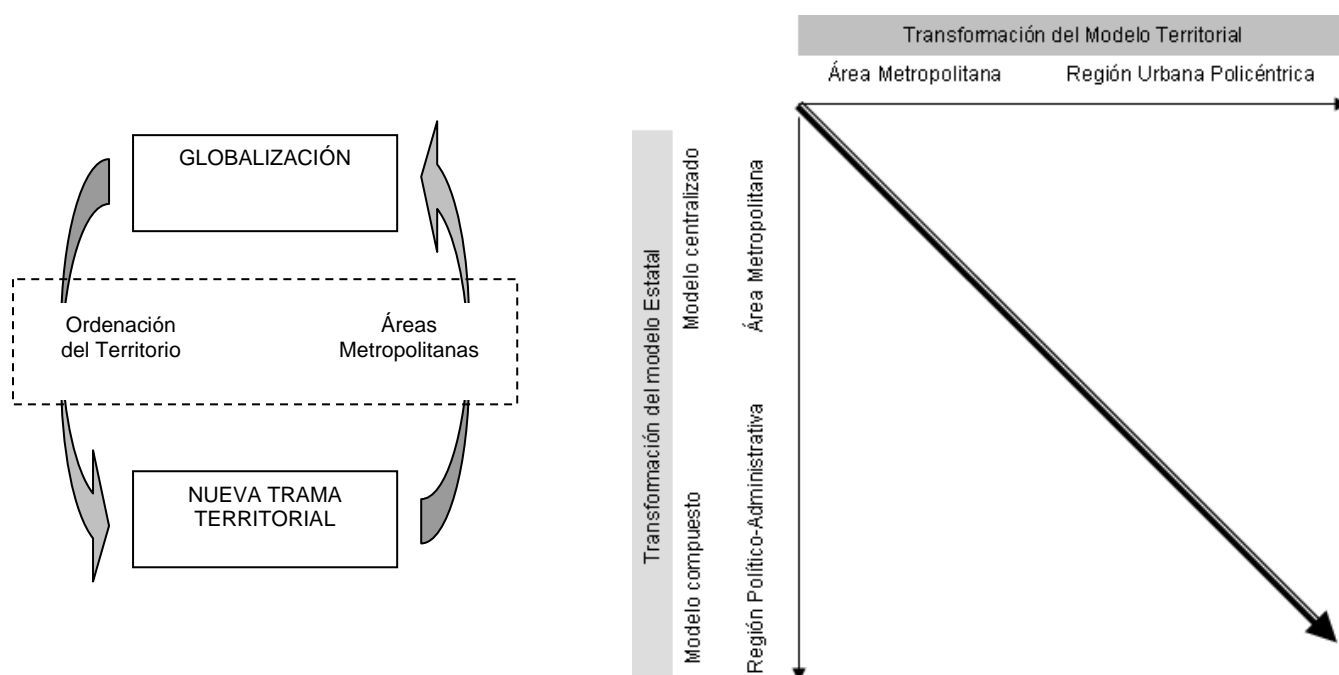 GLOBALIZACIÓN
Ordenación
del Territorio
Áreas
Metropolitanas
NUEVA TRAMA
TERRITORIAL
Transformación del Modelo Territorial
Área Metropolitana
Región Urbana Policéntrica
Transformación del modelo Estatal
Modelo centralizado
Modelo compuesto
Área Metropolitana
Región Político-Administrativa